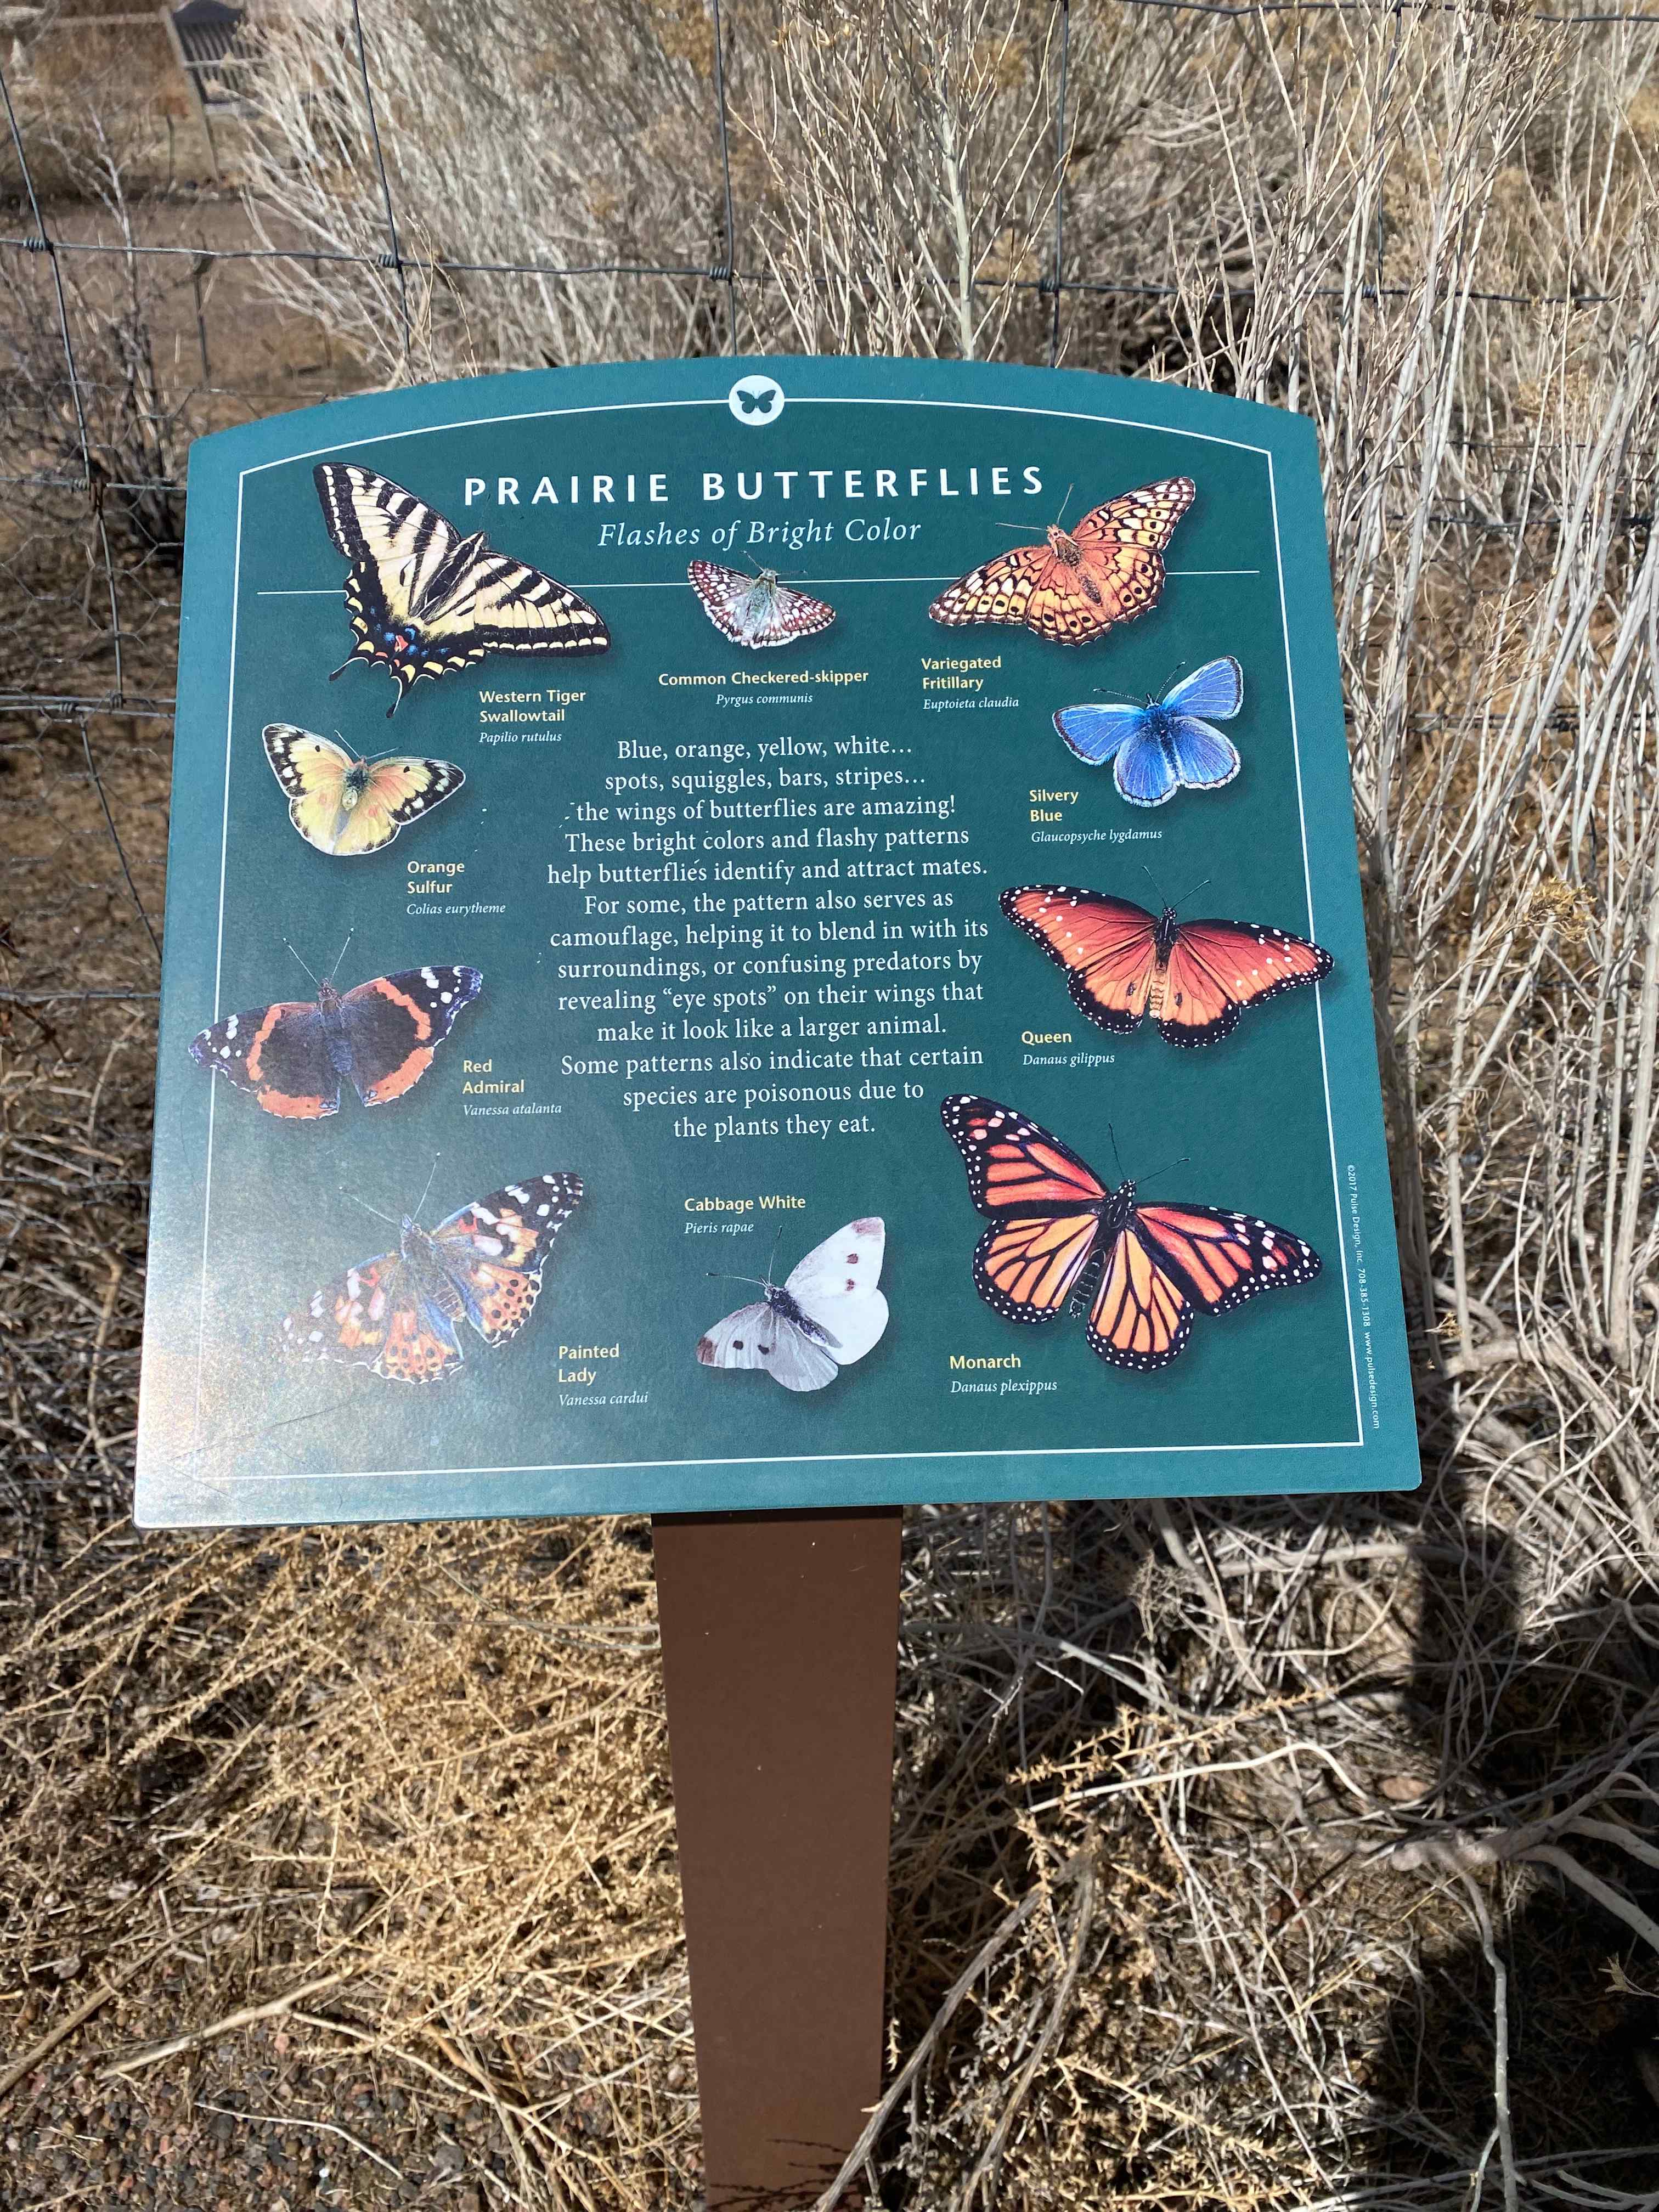 PRAIRIE BUTTERFLIES
Flashes of Bright Color
Western Tiger
Swallowtail
Papilio rutulus
Common Checkered-skipper
Pyrgus communis
Variegated
Fritillary
Euptoieta claudia
Orange
Sulfur
Colias eurytheme
Silvery
Blue
Glaucopsyche lygdamus
Blue, orange, yellow, white...
spots, squiggles, bars, stripes...
the wings of butterflies are amazing!
These bright colors and flashy patterns
help butterflies identify and attract mates.
For some, the pattern also serves as
camouflage, helping it to blend in with its
surroundings, or confusing predators by
revealing “eye spots” on their wings that
make it look like a larger animal.
Some patterns also indicate that certain
species are poisonous due to
the plants they eat.
Red
Admiral
Vanessa atalanta
Queen
Danaus gilippus
Painted
Lady
Vanessa cardui
Cabbage White
Pieris rapae
Monarch
Danaus plexippus
©2017 Pulse Design, Inc. 708-385-1308 www.pulsedesign.com